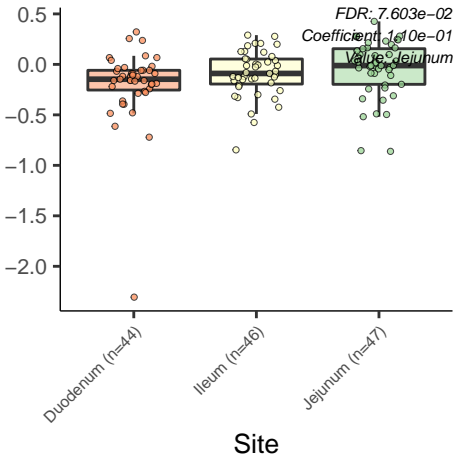 FDR: 7.603e−02
Coefficient: 1.10e−01
Value: jejunum
0.5
0.0
−0.5
−1.0
−1.5
−2.0
Duodenum (n=44)
Ileum (n=46)
Jejunum (n=47)
Site